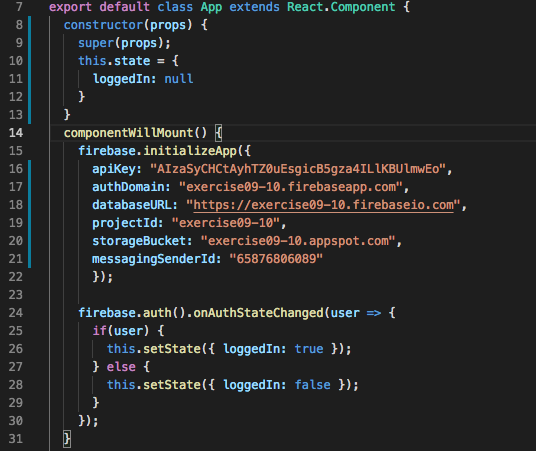 7 export default class App extends React.Component {
8 constructor(props) {
9 super(props);
10 this.state = {
11 loggedIn: null
12 }
13 }
14 componentWillMount() {
15 firebase.initializeApp({
16 apiKey: "AIzaSyCHCtAyhTZ0uEsgicB5gza4ILlKBUlmwEo",
17 authDomain: "exercise09-10.firebaseapp.com",
18 databaseURL: "https://exercise09-10.firebaseio.com",
19 projectId: "exercise09-10",
20 storageBucket: "exercise09-10.appspot.com",
21 messagingSenderId: "65876806089"
22 });
23
24 firebase.auth().onAuthStateChanged(user => {
25 if(user) {
26 this.setState({ loggedIn: true });
27 } else {
28 this.setState({ loggedIn: false });
29 }
30 });
31 }